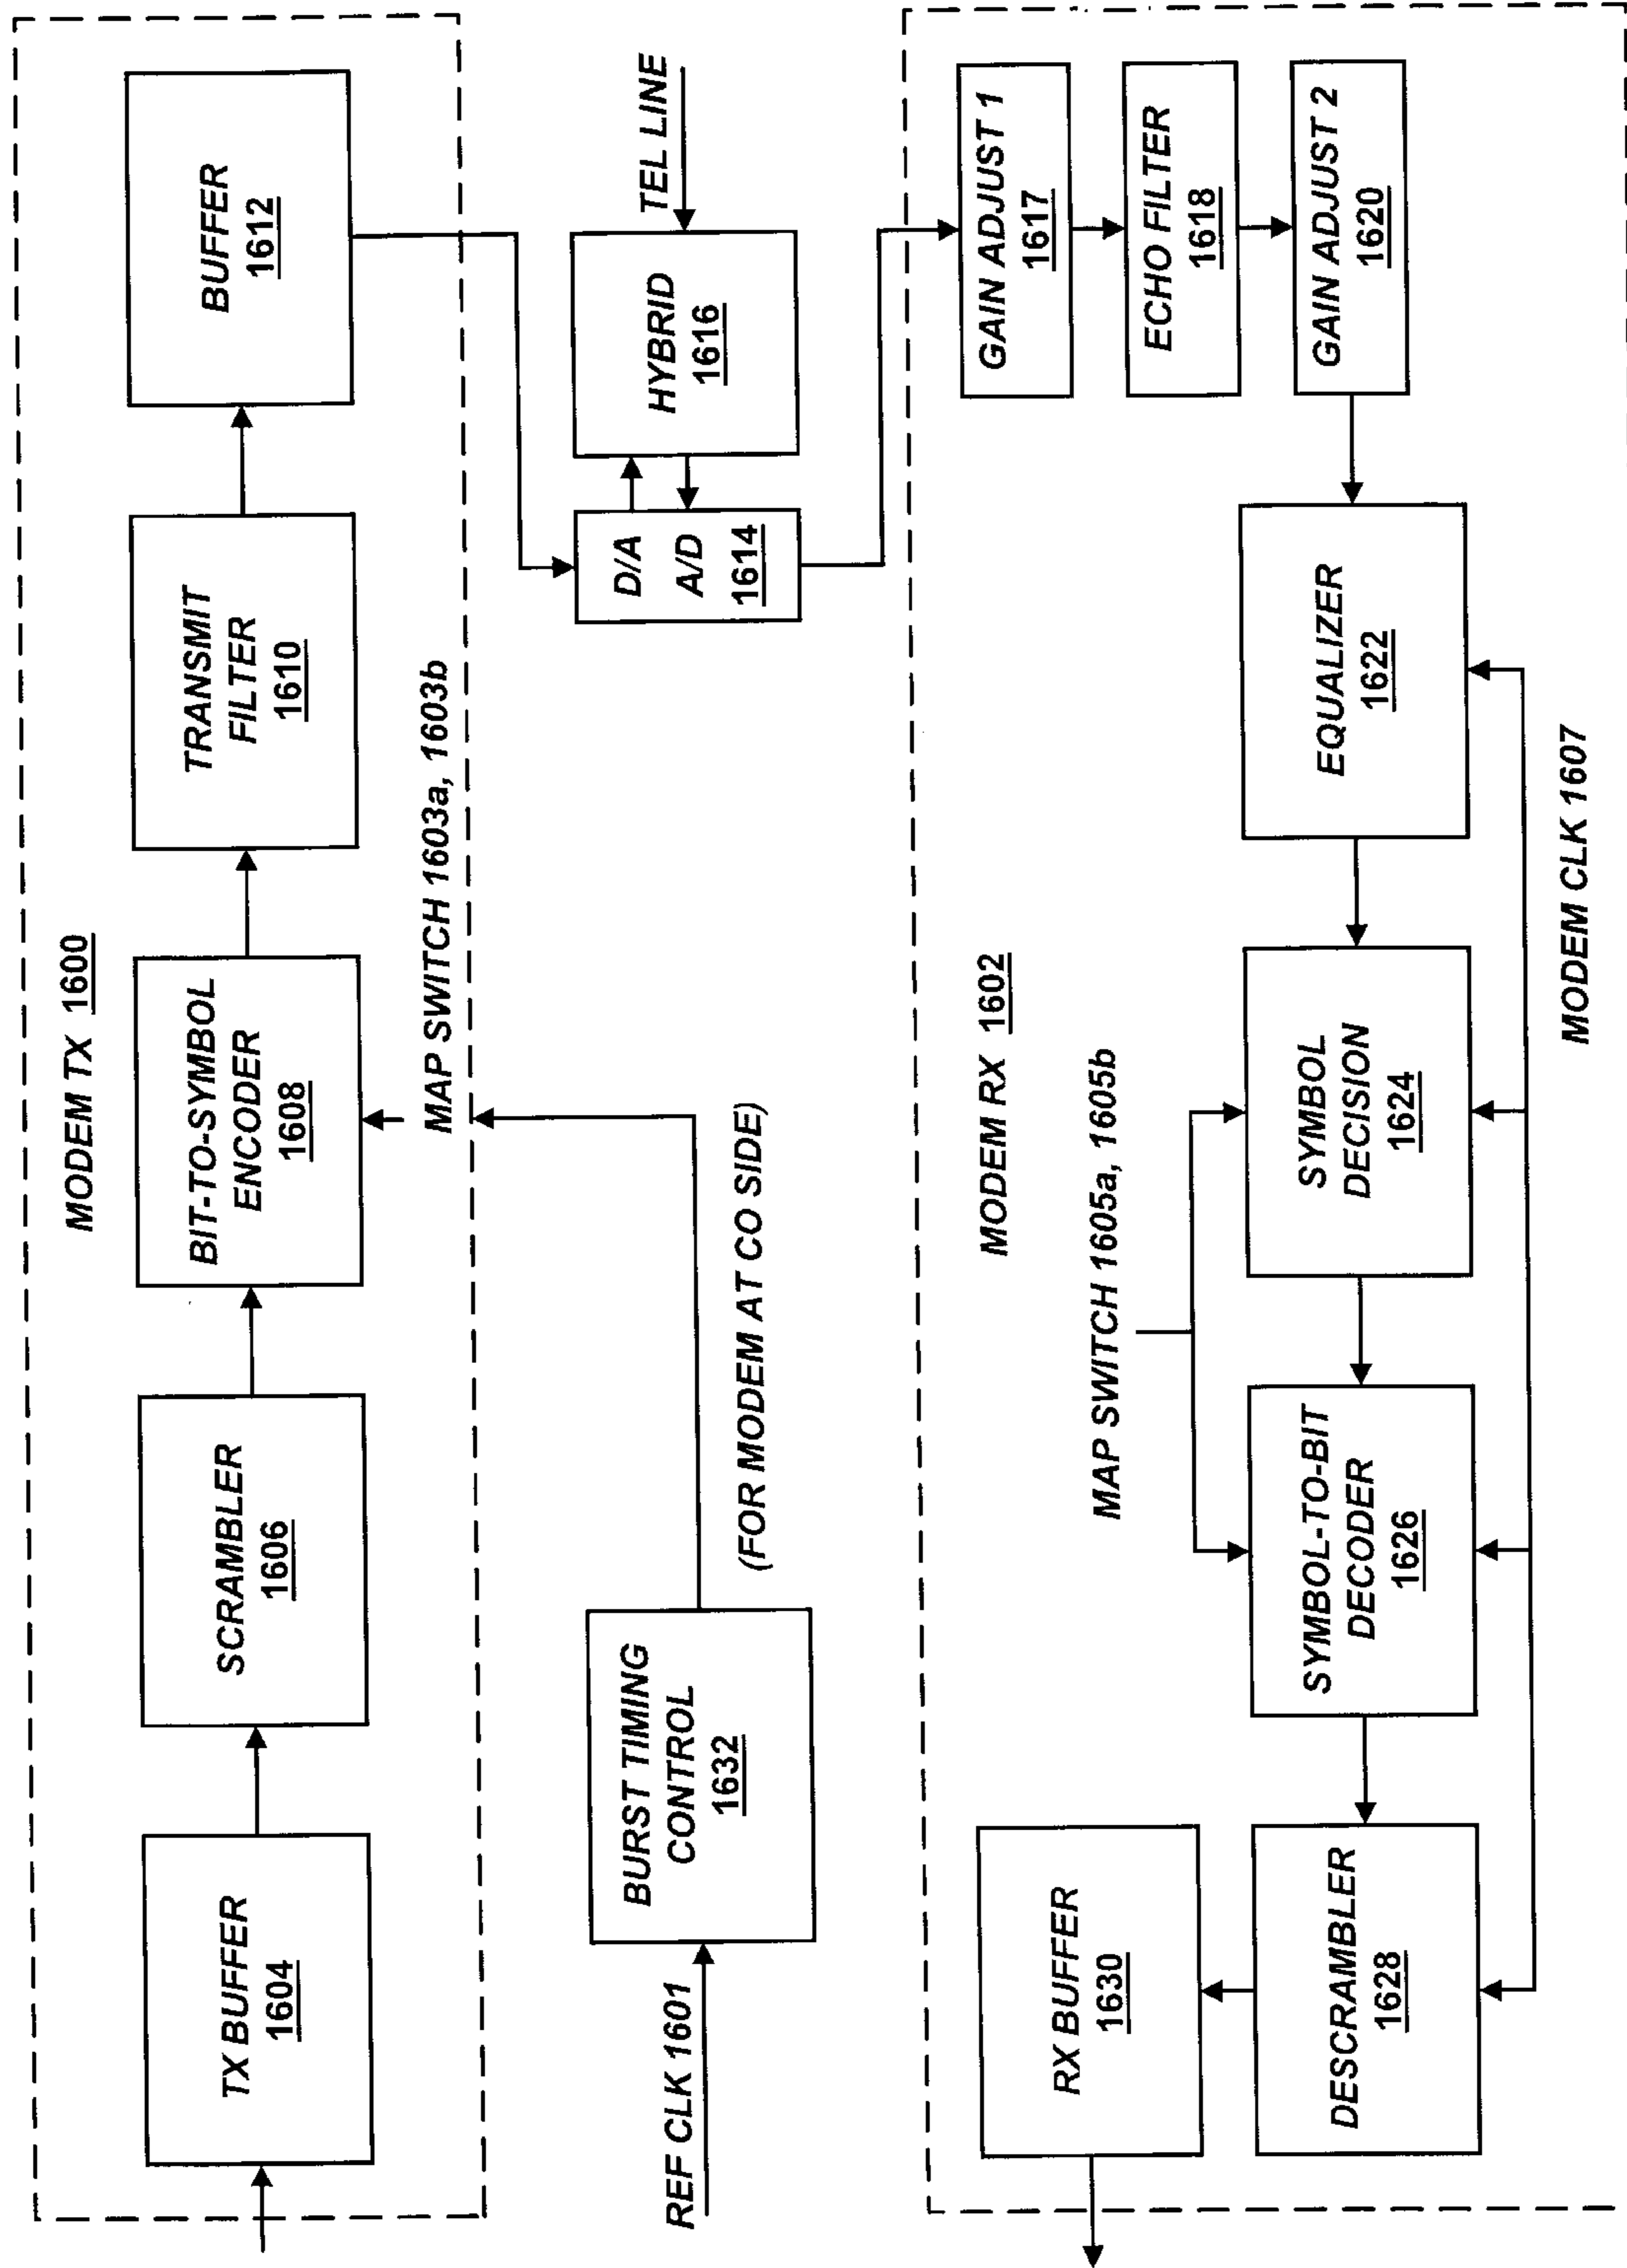 MODEM TX 1600
TX BUFFER
1604
SCRAMBLER
1606
BIT-TO-SYMBOL
ENCODER
1608
TRANSMIT
FILTER
1610
BUFFER
1612
MAP SWITCH 1603a, 1603b
REF CLK 1601
BURST TIMING
CONTROL
1632
(FOR MODEM AT CO SIDE)
D/A
A/D
1614
HYBRID
1616
TEL LINE
MODEM RX 1602
MAP SWITCH 1605a, 1605b
GAIN ADJUST 1
1617
ECHO FILTER
1618
GAIN ADJUST 2
1620
EQUALIZER
1622
SYMBOL
DECISION
1624
SYMBOL-TO-BIT
DECODER
1626
DESCRAMBLER
1628
RX BUFFER
1630
MODEM CLK 1607